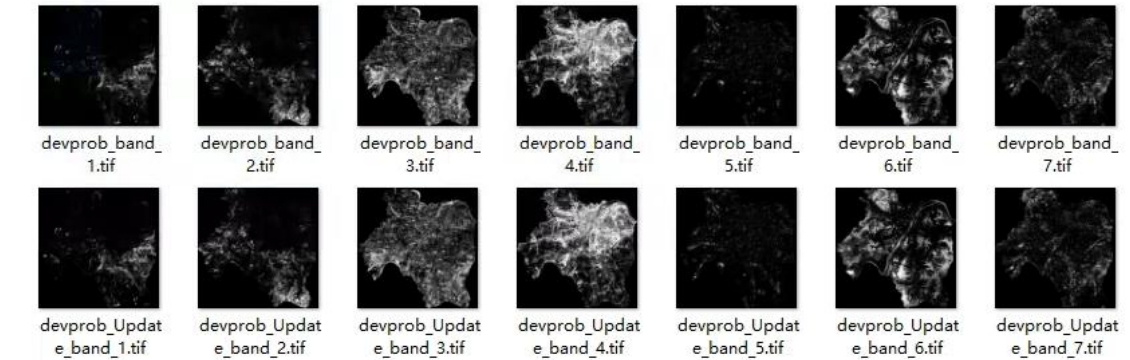 devprob_band_
1.tif
devprob_band_
2.tif
devprob_band_
3.tif
devprob_band_
4.tif
devprob_band_
5.tif
devprob_band_
6.tif
devprob_band_
7.tif
devprob_Updat
e_band_1.tif
devprob_Updat
e_band_2.tif
devprob_Updat
e_band_3.tif
devprob_Updat
e_band_4.tif
devprob_Updat
e_band_5.tif
devprob_Updat
e_band_6.tif
devprob_Updat
e_band_7.tif